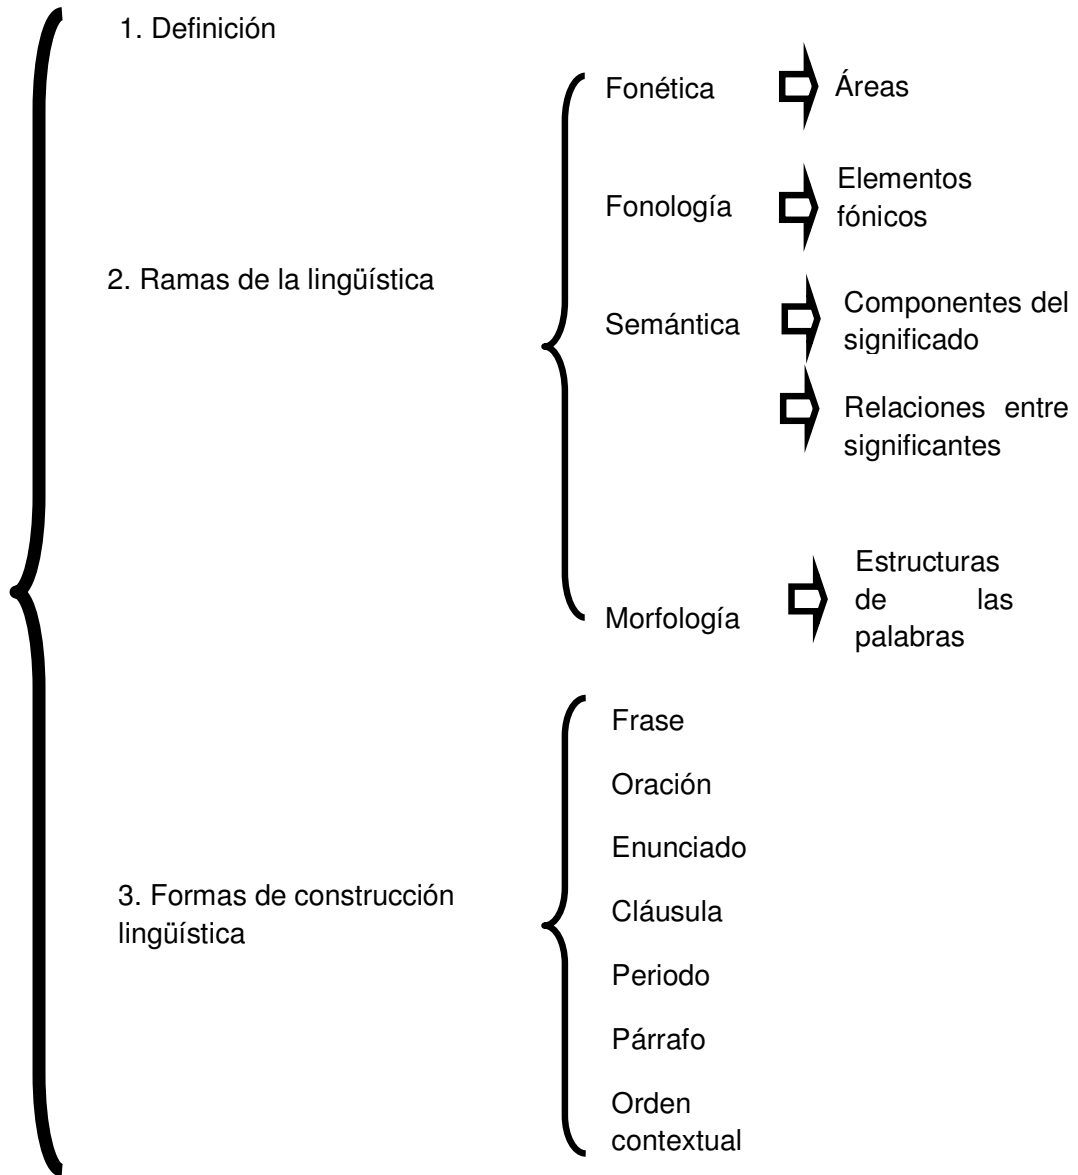 1. Definición
Fonética
Áreas
Fonología
Elementos
fónicos
2. Ramas de la lingüística
Semántica
Componentes del
significado
Relaciones entre
significantes
Morfología
Estructuras
de las
palabras
3. Formas de construcción
lingüística
Frase
Oración
Enunciado
Cláusula
Periodo
Párrafo
Orden
contextual